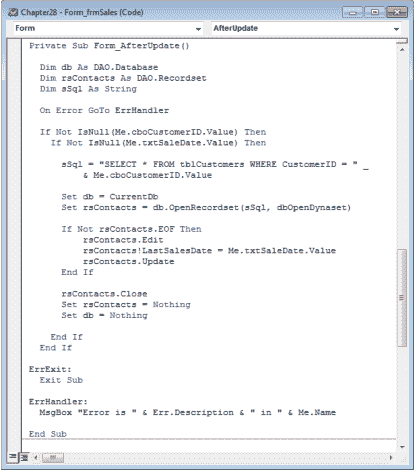 Chapter28 - Form_frmSales (Code)
Form AfterUpdate
Private Sub Form_AfterUpdate()
Dim db As DAO.Database
Dim rsContacts As DAO.Recordset
Dim sSql As String
On Error GoTo ErrHandler
If Not IsNull(Me.cboCustomerID.Value) Then
If Not IsNull(Me.txtSaleDate.Value) Then
sSql = "SELECT * FROM tblCustomers WHERE CustomerID = " _
& Me.cboCustomerID.Value
Set db = CurrentDb
Set rsContacts = db.OpenRecordset(sSql, dbOpenDynaset)
If Not rsContacts.EOF Then
rsContacts.Edit
rsContacts!LastSalesDate = Me.txtSaleDate.Value
rsContacts.Update
End If
rsContacts.Close
Set rsContacts = Nothing
Set db = Nothing
End If
End If
ErrExit:
Exit Sub
ErrHandler:
MsgBox "Error is " & Err.Description & " in " & Me.Name
End Sub